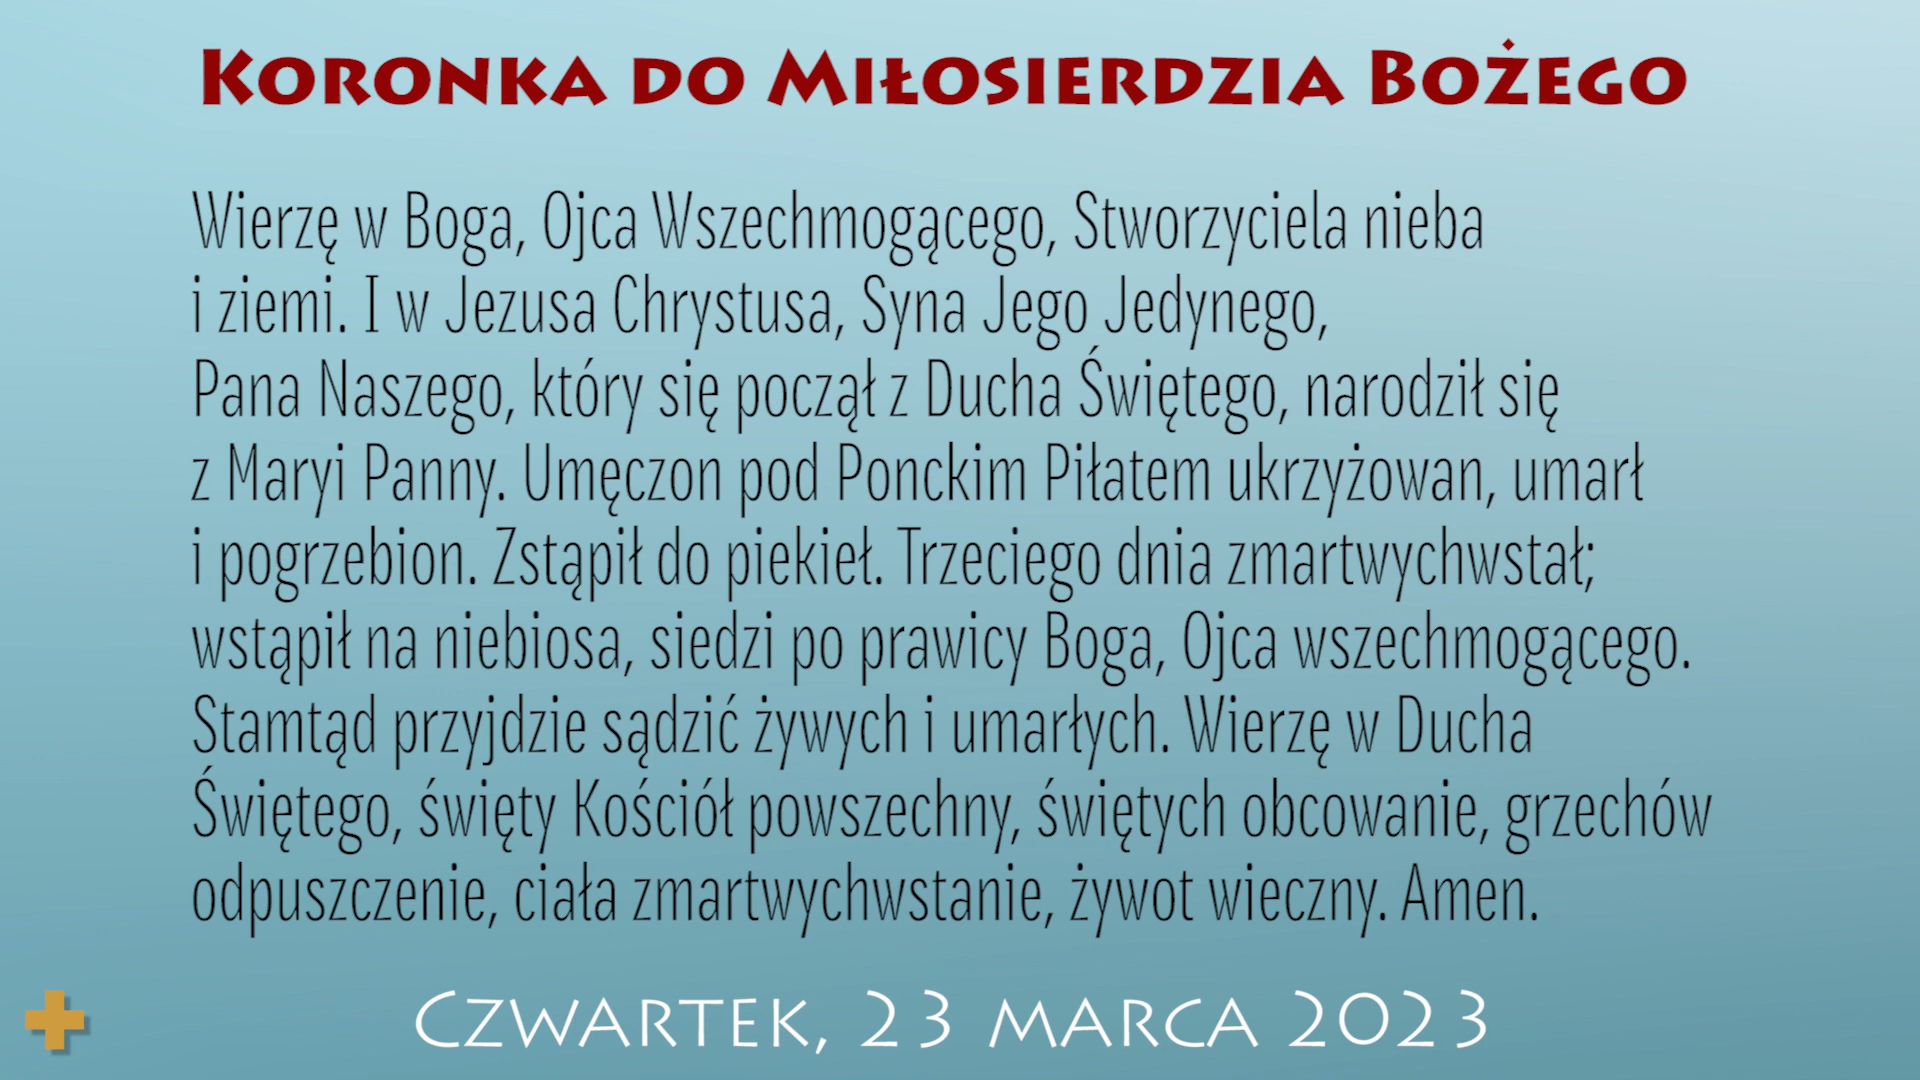 Koronka do Miłosierdzia Bożego
Wierzę w Boga, Ojca Wszechmogącego, Stworzyciela nieba
i ziemi. I w Jezusa Chrystusa, Syna Jego Jedynego,
Pana Naszego, który się począł z Ducha Świętego, narodził się
z Maryi Panny. Umęczon pod Ponckim Piłatem ukrzyżowan, umarł
i pogrzebion. Zstąpił do piekieł. Trzeciego dnia zmartwychwstał;
wstąpił na niebiosa, siedzi po prawicy Boga, Ojca wszechmogącego.
Stamtąd przyjdzie sądzić żywych i umarłych. Wierzę w Ducha
Świętego, święty Kościół powszechny, świętych obcowanie, grzechów
odpuszczenie, ciała zmartwychwstanie, żywot wieczny. Amen.
Czwartek, 23 marca 2023